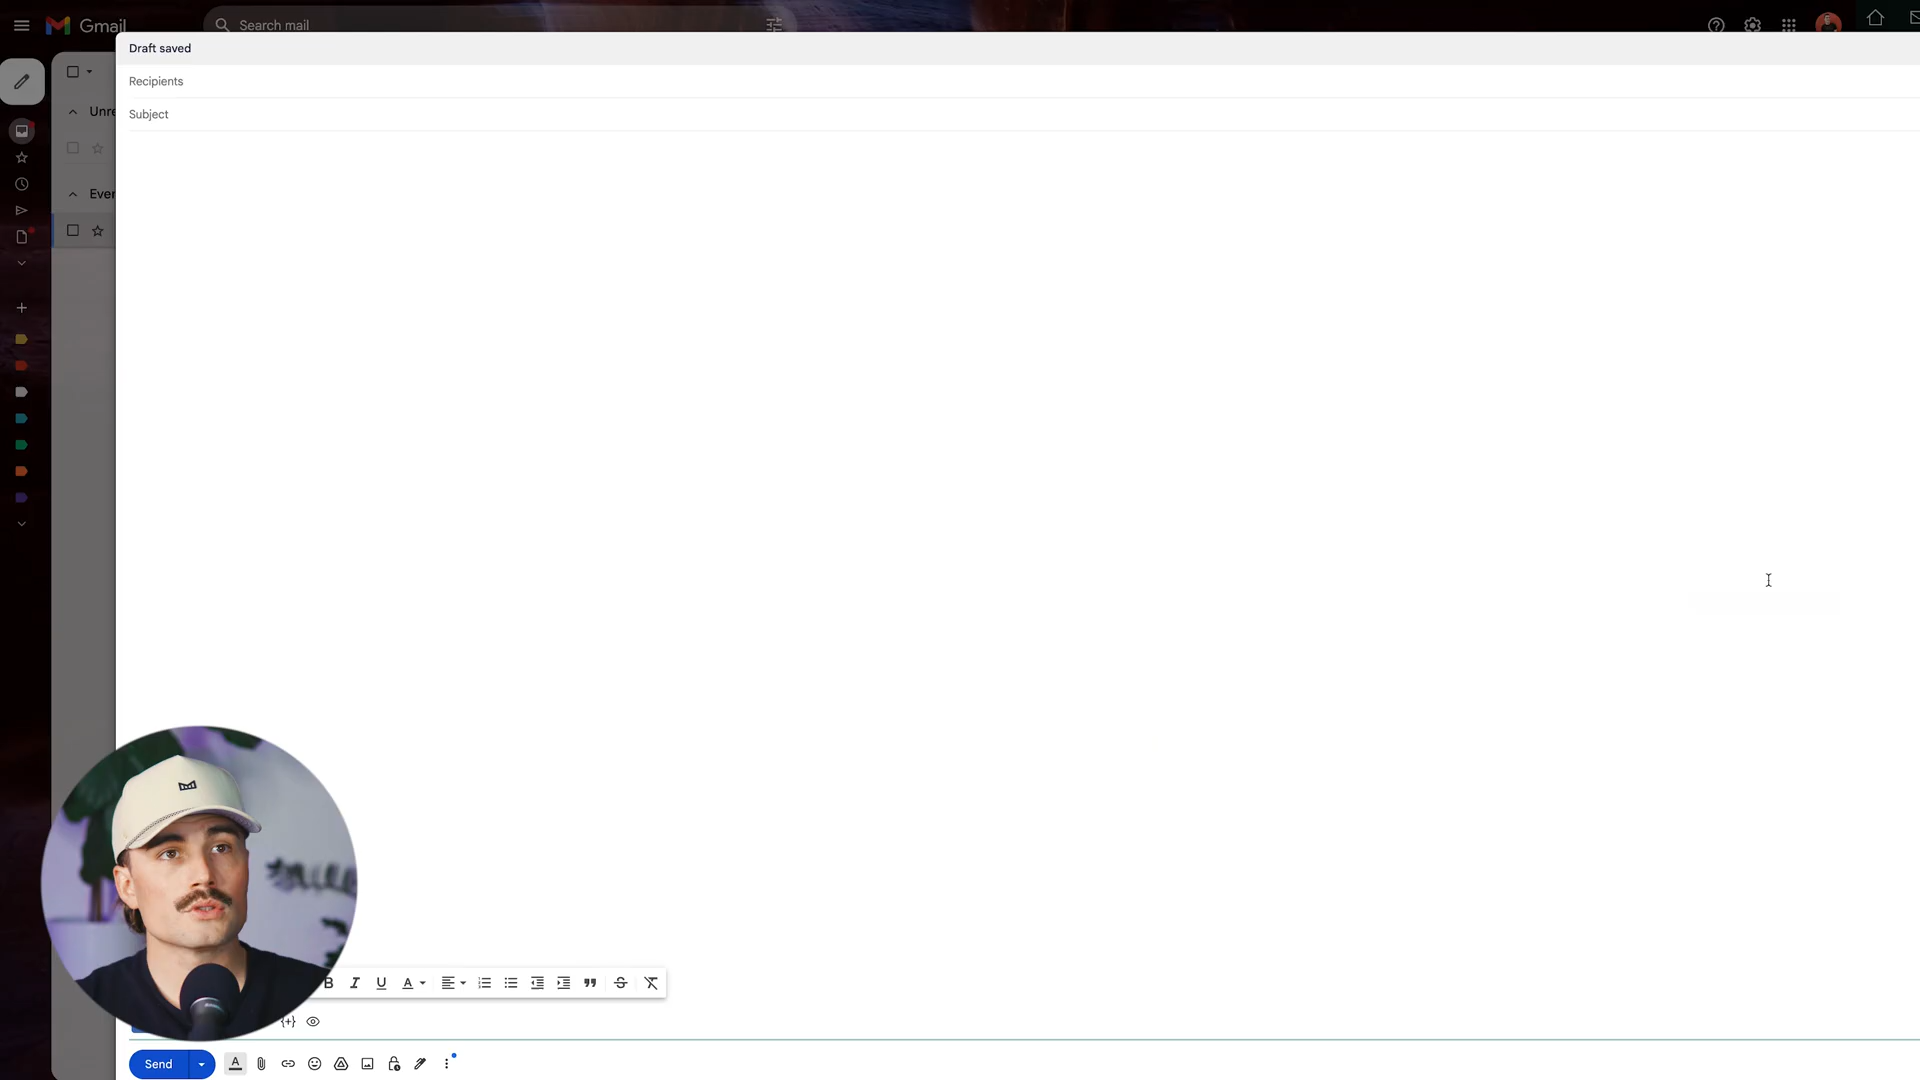 Gmail
Search mail
Draft saved
Recipients
Subject
Unre
Ever
B I U A
{+}
Send
A